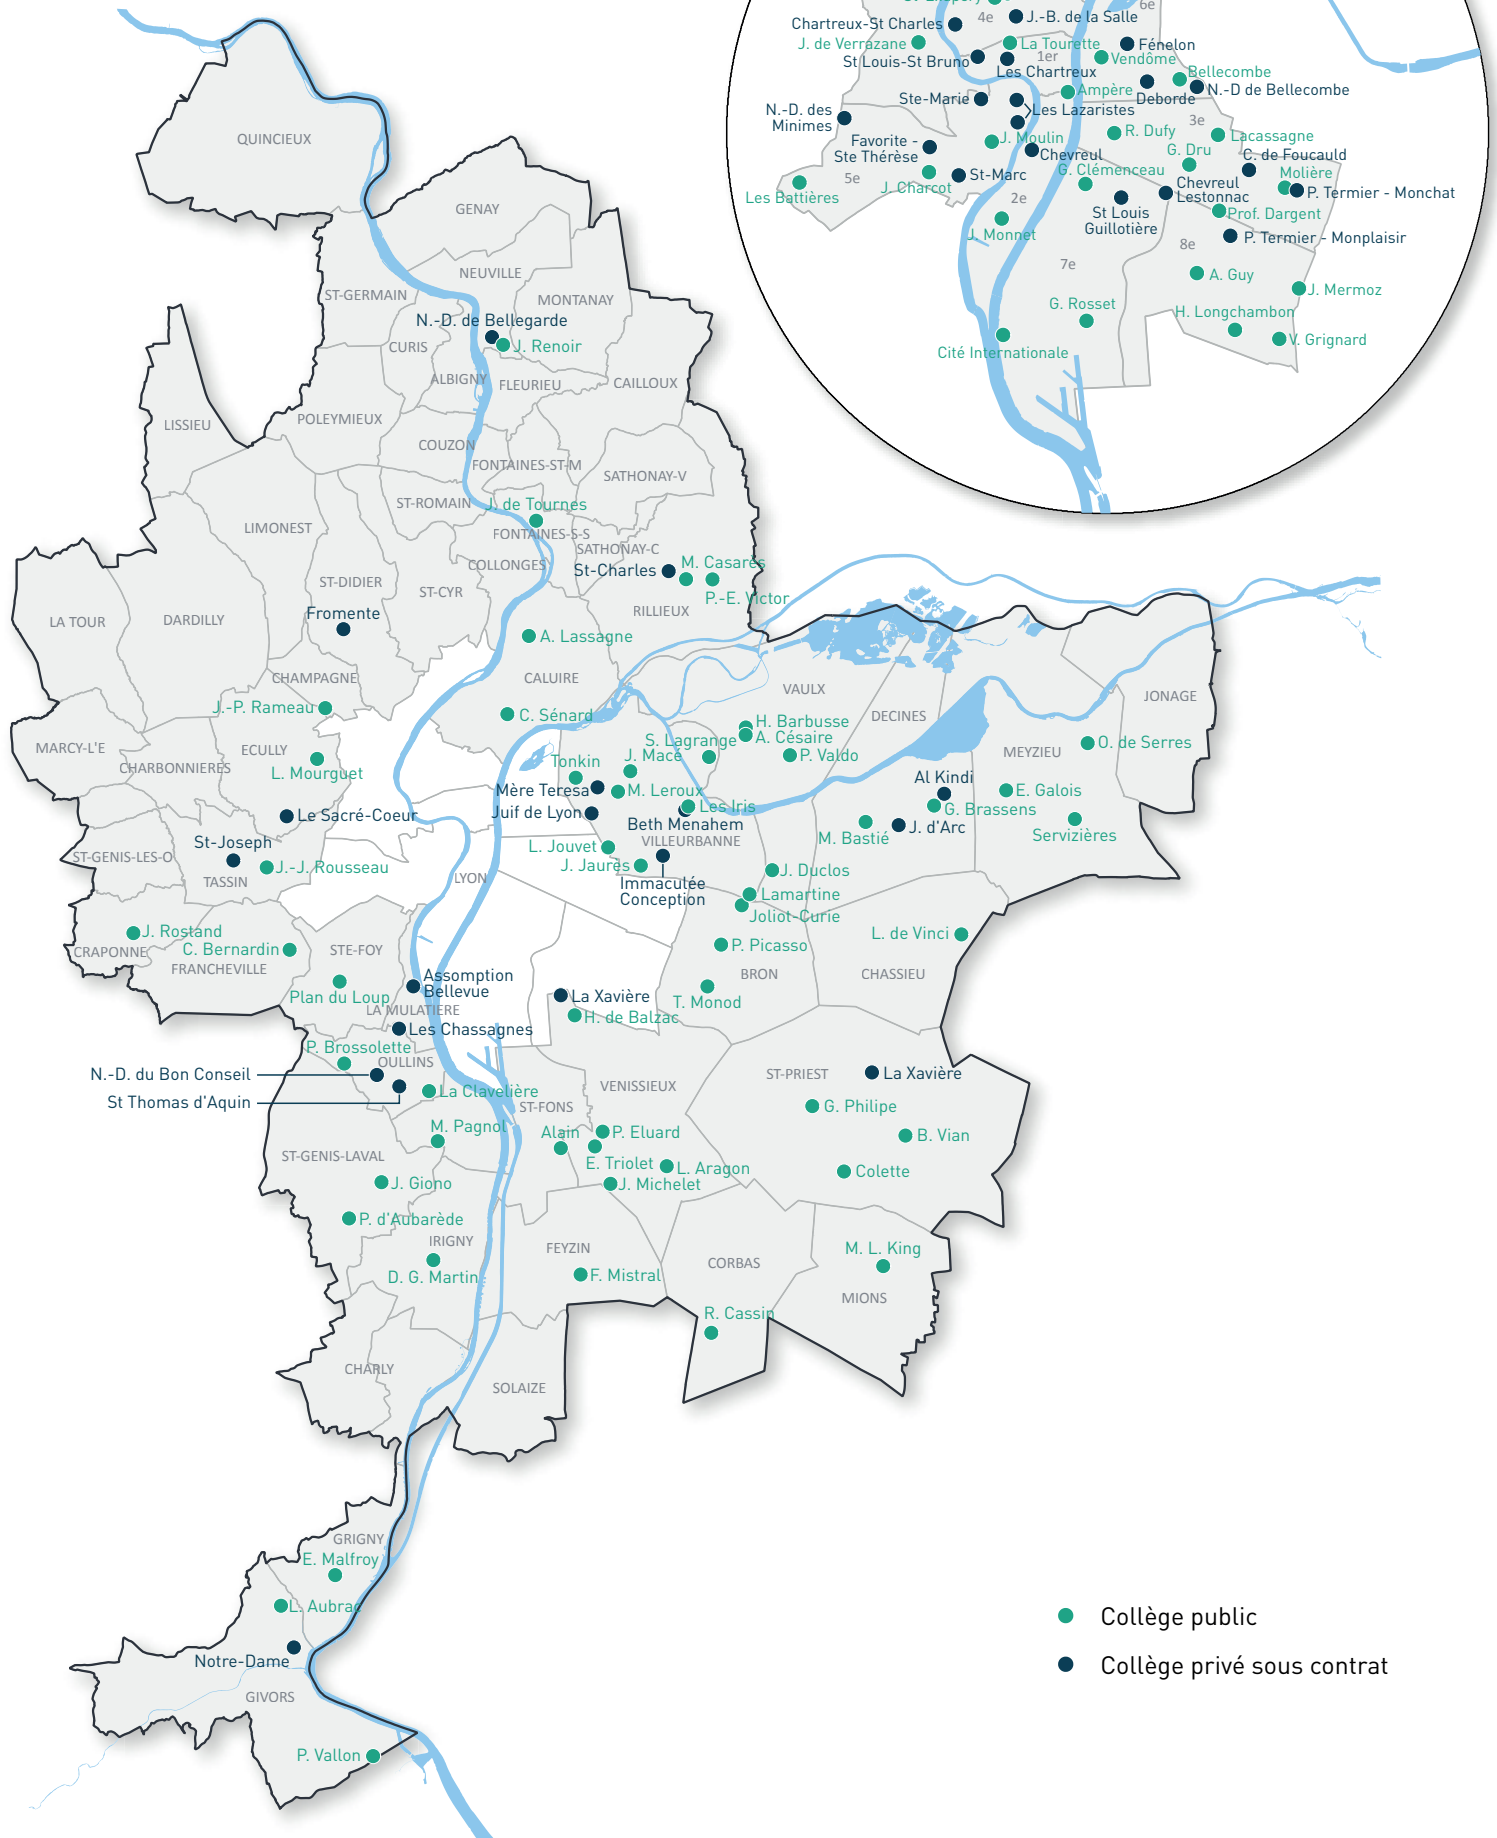 6e
4e
J.-B. de la Salle
Chartreux-St Charles
J. de Verrazane
La Tourette
1er
Fénelon
St Louis-St Bruno
Vendôme
Les Chartreux
Bellecombe
N.-D de Bellecombe
Ste-Marie
Ampère
Deborde
Les Lazaristes
N.-D. des
Minimes
3e
Favorite -
Ste Thérèse
J. Moulin
R. Dufy
Lacassagne
Chevreul
G. Dru
C. de Foucauld
5e
J. Charcot
St-Marc
G. Clémenceau
Molière
Les Battières
2e
Chevreul
Lestonnac
P. Termier - Monchat
St Louis
Guillotière
Prof. Dargent
J. Monnet
8e
P. Termier - Monplaisir
7e
A. Guy
J. Mermoz
G. Rosset
H. Longchambon
Cité Internationale
V. Grignard
QUINCIEUX
GENAY
NEUVILLE
ST-GERMAIN
MONTANAY
N.-D. de Bellegarde
CURIS
J. Renoir
ALBIGNY
FLEURIEU
CAILLOUX
LISSIEU
POLEYMIEUX
COUZON
FONTAINES-ST-M
SATHONAY-V
ST-ROMAIN
J. de Tournes
LIMONEST
FONTAINES-S-S
SATHONAY-C
COLLONGES
St-Charles
M. Casarès
ST-DIDIER
ST-CYR
P.-E. Victor
Fromente
RILLIEUX
LA TOUR
DARDILLY
A. Lassagne
CHAMPAGNE
CALUIRE
VAULX
JONAGE
J.-P. Rameau
C. Sénard
DECINES
H. Barbusse
A. Césaire
MARCY-L'E
ECULLY
S. Lagrange
MEYZIEU
O. de Serres
CHARBONNIERES
L. Mourguet
Tonkin
J. Macé
P. Valdo
Mère Teresa
M. Leroux
Al Kindi
E. Galois
Le Sacré-Coeur
Juif de Lyon
Les Iris
G. Brassens
Beth Menahem
J. d'Arc
M. Bastié
Servizières
St-Joseph
VILLEURBANNE
L. Jouvet
ST-GENIS-LES-O
J.-J. Rousseau
J. Jaurès
J. Duclos
TASSIN
LYON
Immaculée
Conception
Lamartine
Joliot-Curie
J. Rostand
L. de Vinci
CRAPONNE
C. Bernardin
STE-FOY
P. Picasso
FRANCHEVILLE
BRON
CHASSIEU
Assomption
Bellevue
Plan du Loup
La Xavière
T. Monod
LA MULATIERE
H. de Balzac
Les Chassagnes
P. Brossolette
OULLINS
N.-D. du Bon Conseil
ST-PRIEST
La Xavière
La Clavelière
VENISSIEUX
St Thomas d'Aquin
ST-FONS
G. Philipe
M. Pagnol
Alain
P. Eluard
B. Vian
ST-GENIS-LAVAL
E. Triolet
L. Aragon
Colette
J. Giono
J. Michelet
P. d'Aubarède
IRIGNY
FEYZIN
M. L. King
CORBAS
D. G. Martin
F. Mistral
MIONS
R. Cassin
CHARLY
SOLAIZE
GRIGNY
E. Malfroy
L. Aubrac
Notre-Dame
GIVORS
P. Vallon
Collège public
Collège privé sous contrat